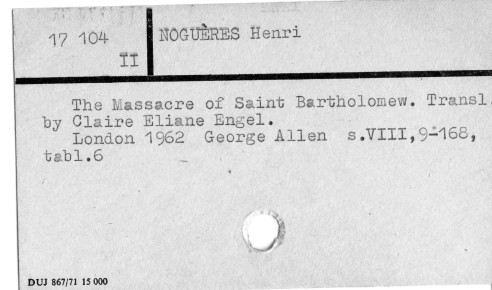 17 104
II
NOGUÈRES Henri
The Massacre of Saint Bartholomew. Transl.
by Claire Eliane Engel.
London 1962 George Allen s.VIII,9-168,
tabl.6
DUJ 867/71 15 000